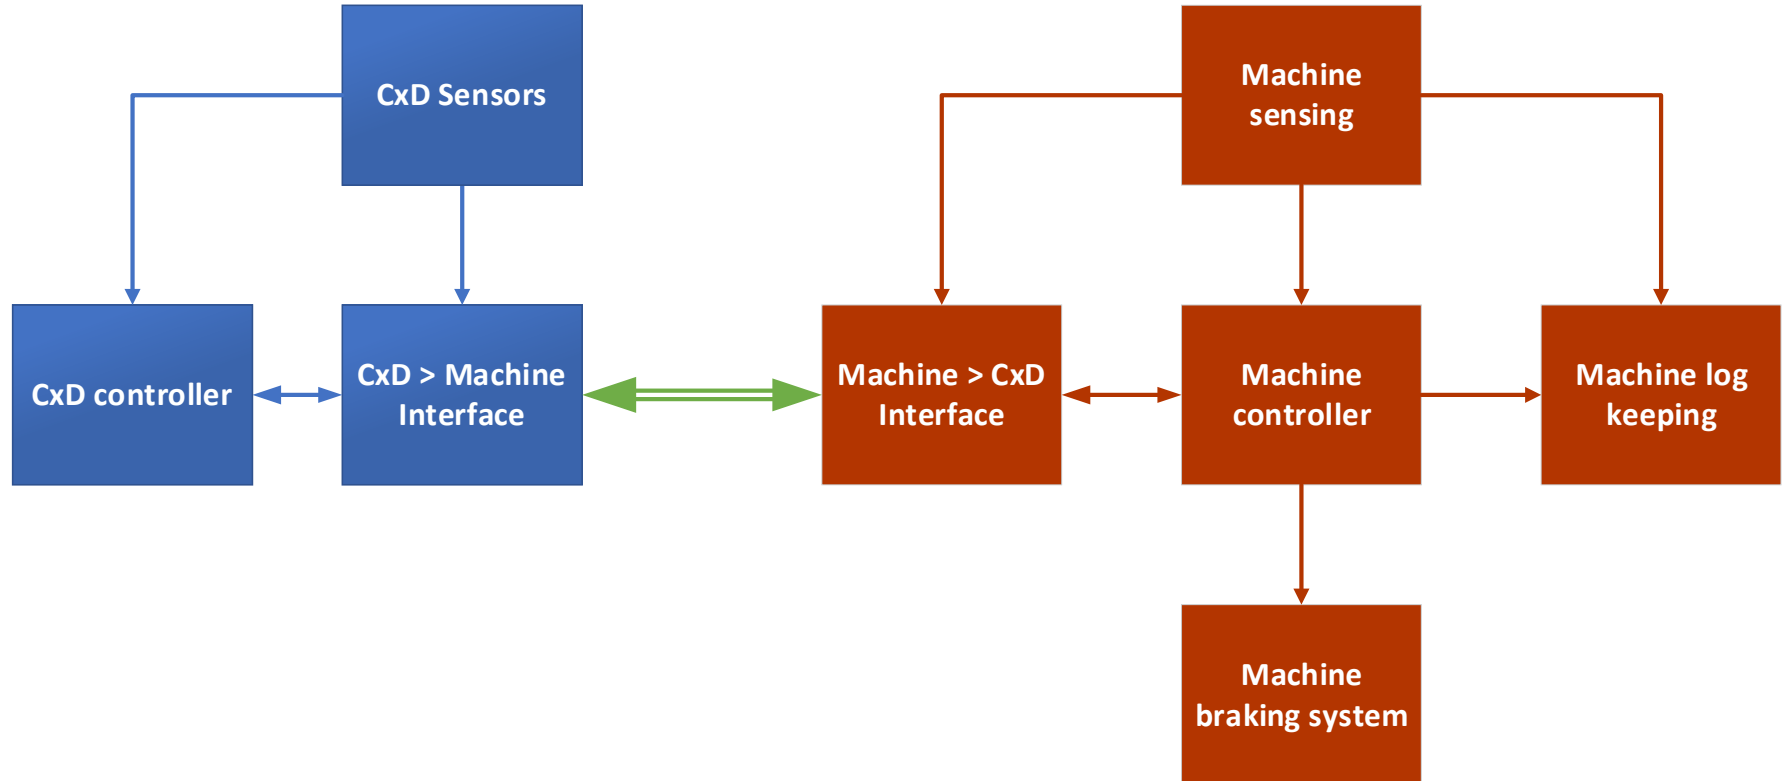 CxD Sensors
Machine
sensing
CxD controller
CxD > Machine
Interface
Machine > CxD
Interface
Machine
controller
Machine log
keeping
Machine
braking system